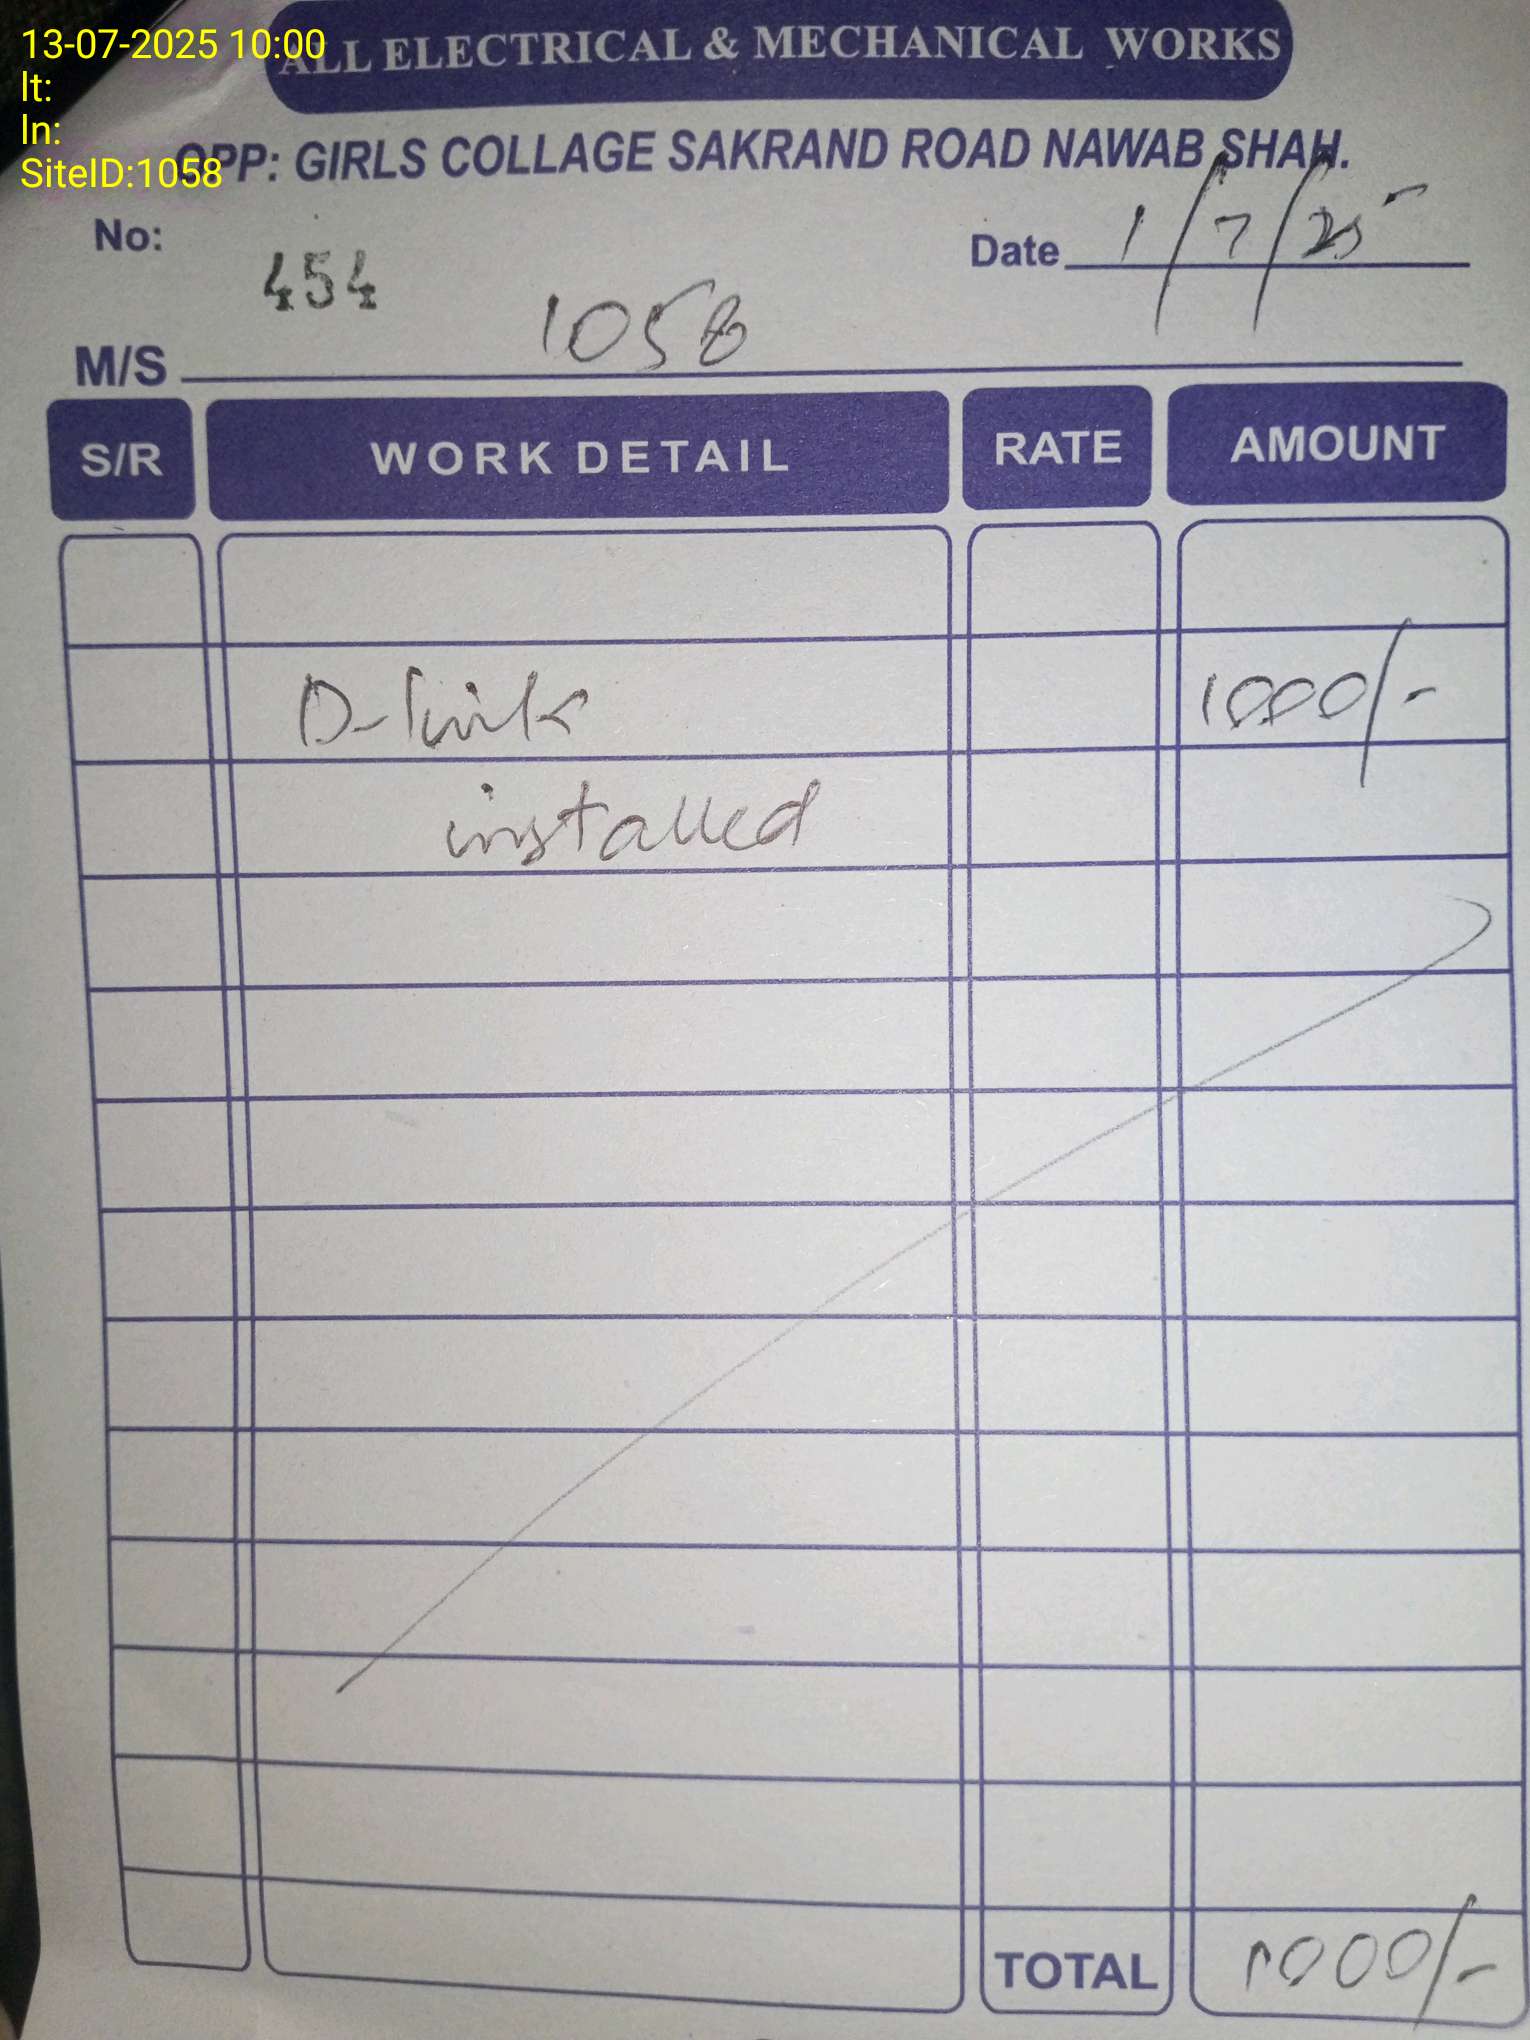 13-07-2025 10:00
lt:
ln:
SiteID:1058
ALL ELECTRICAL & MECHANICAL WORKS
OPP: GIRLS COLLAGE SAKRAND ROAD NAWAB SHAH.
No: 454
Date 1/7/25
M/S 1058
S/R WORK DETAIL RATE AMOUNT
D-link 1000/-
installed
TOTAL 1000/-